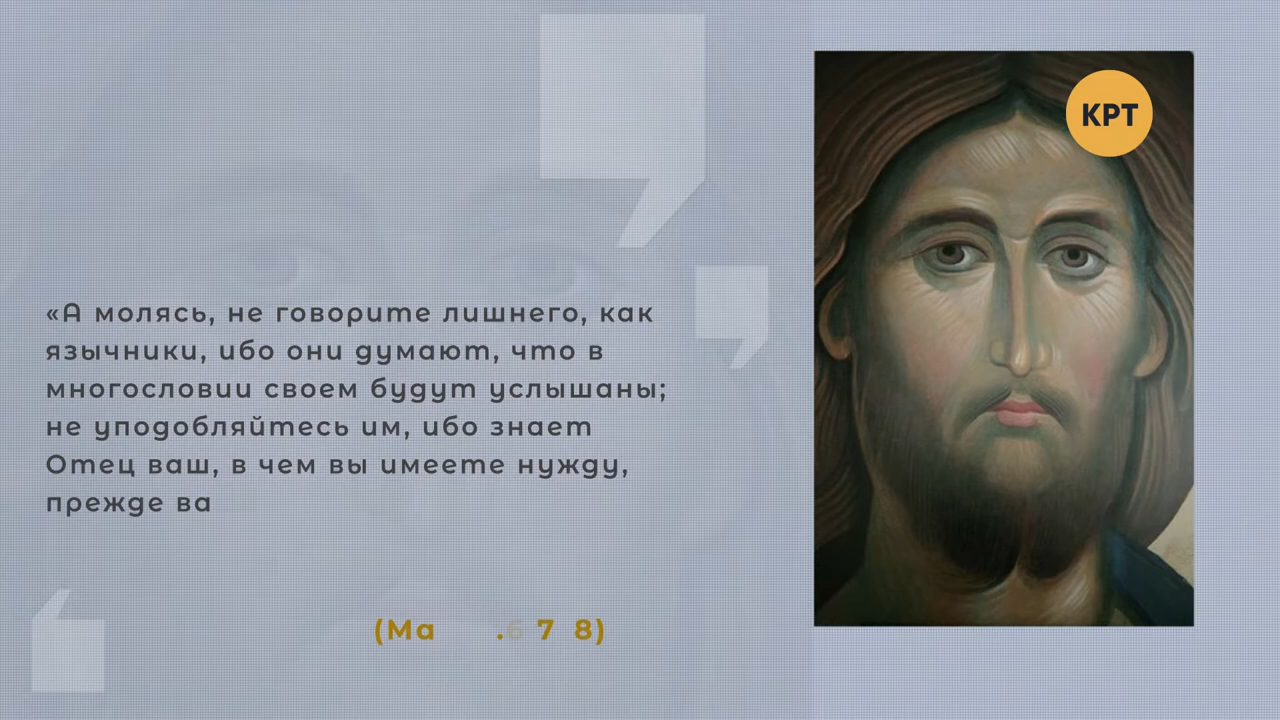 КРТ
«А молясь, не говорите лишнего, как
язычники, ибо они думают, что в
многословии своем будут услышаны;
не уподобляйтесь им, ибо знает
Отец ваш, в чем вы имеете нужду,
прежде ва
(Ма .6 7 8)